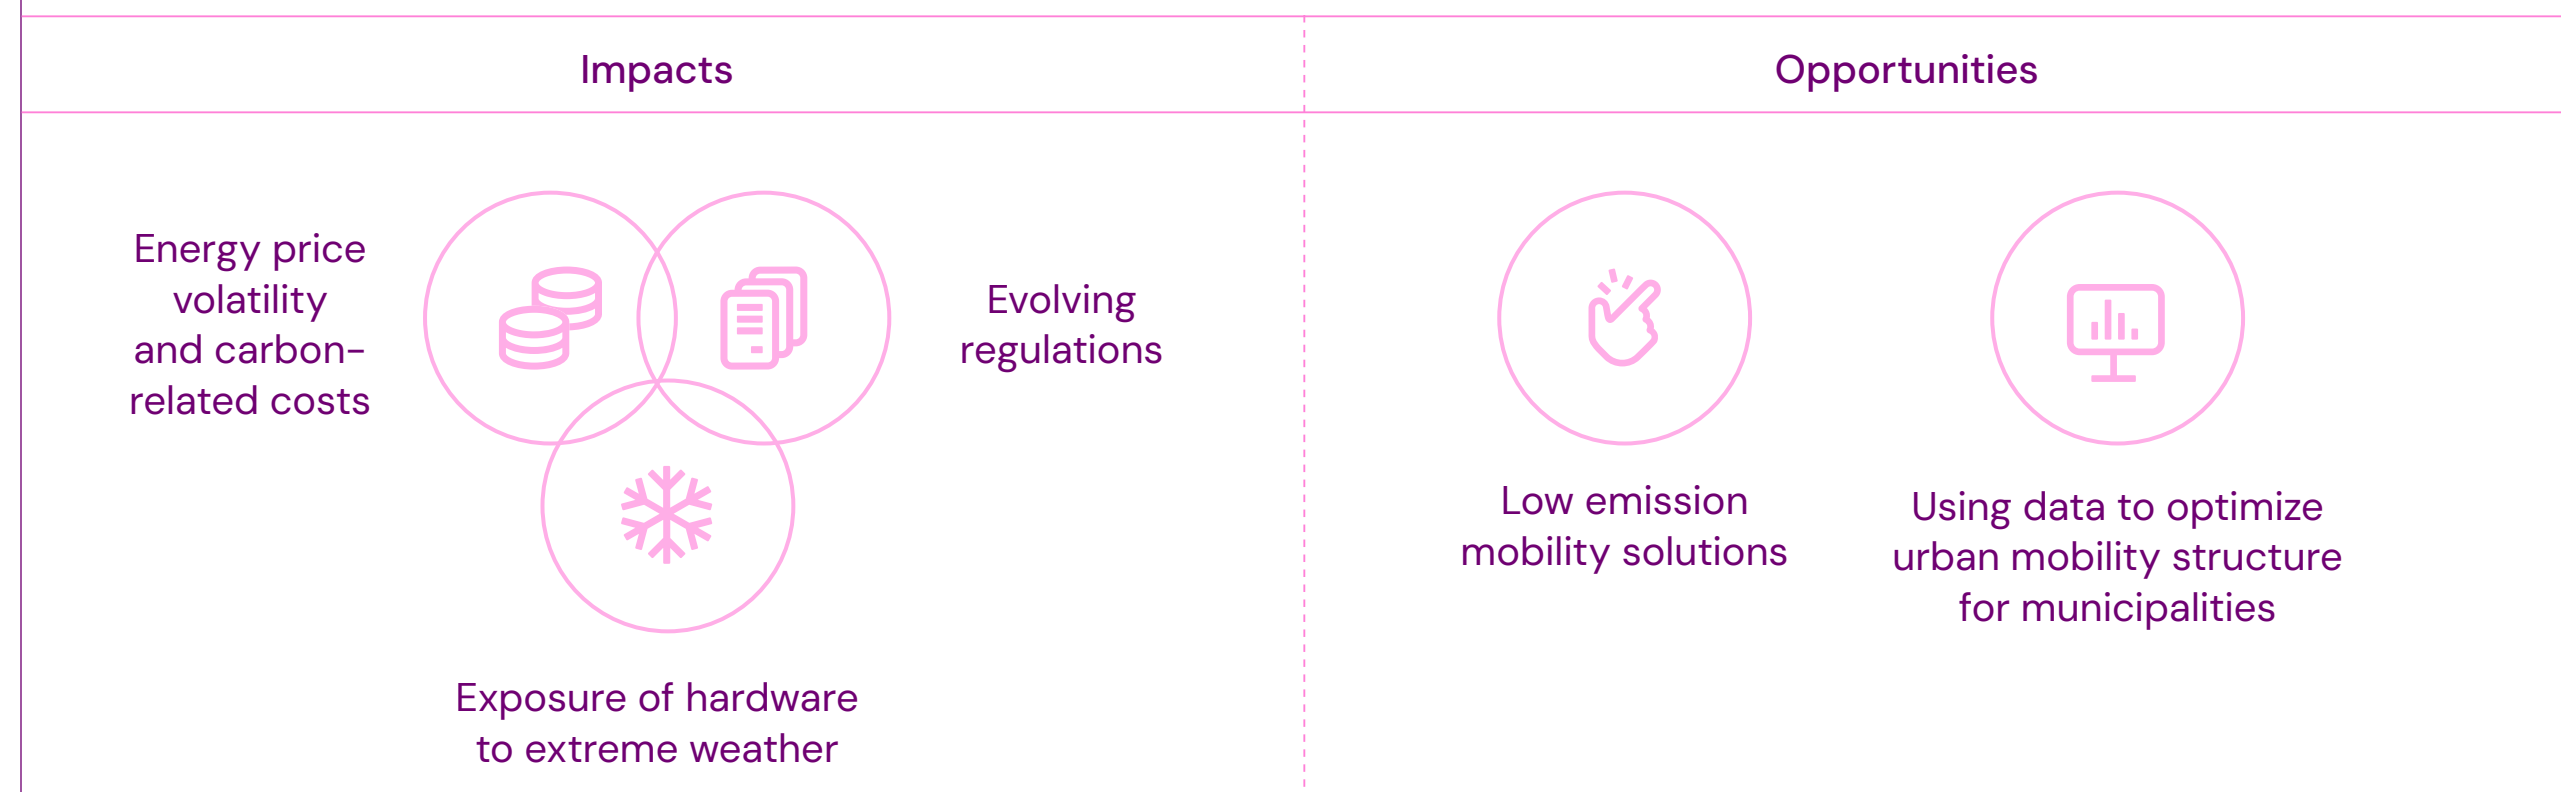 Impacts
Opportunities
Energy price
volatility
and carbon-
related costs
Evolving
regulations
Exposure of hardware
to extreme weather
Low emission
mobility solutions
Using data to optimize
urban mobility structure
for municipalities